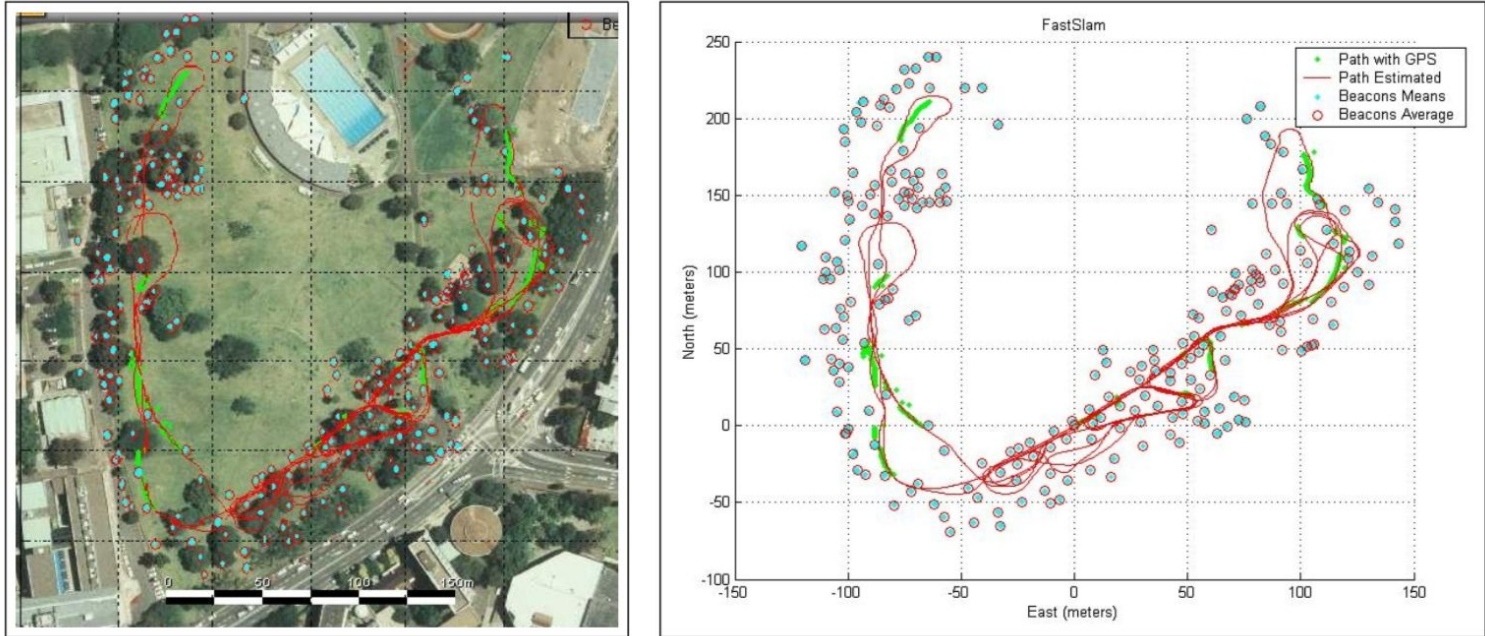 Be
0 50 100 150m
FastSlam
250
200
150
100
50
0
-50
-100
-150 -100 -50 0 50 100 150
North (meters)
East (meters)
Path with GPS
Path Estimated
Beacons Means
Beacons Average